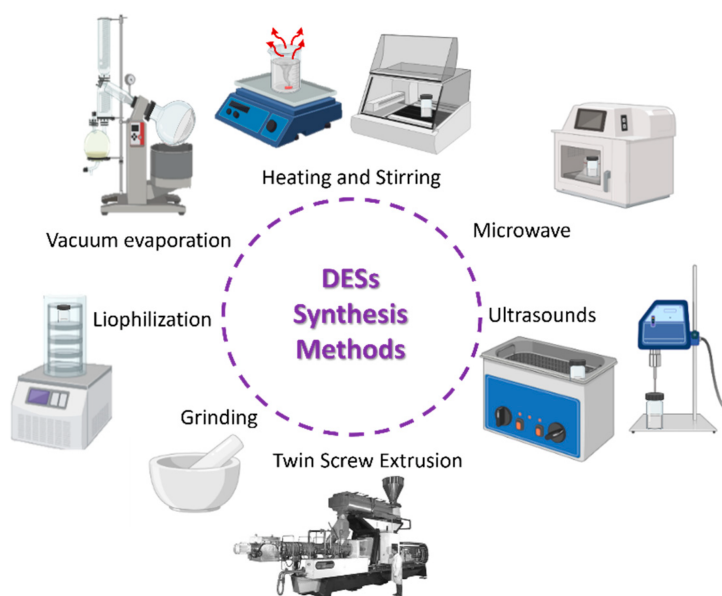 Heating and Stirring
Microwave
Vacuum evaporation
DESs
Synthesis
Methods
Liophilization
Ultrasounds
Grinding
Twin Screw Extrusion